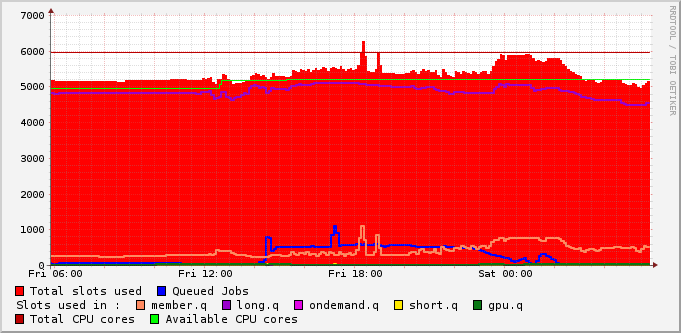 7000
6000
5000
4000
3000
2000
1000
0
Fri 06:00 Fri 12:00 Fri 18:00 Sat 00:00
Total slots used Queued Jobs
Slots used in : member.q long.q ondemand.q short.q gpu.q
Total CPU cores Available CPU cores
RRDTOOL / TOBI OETIKER